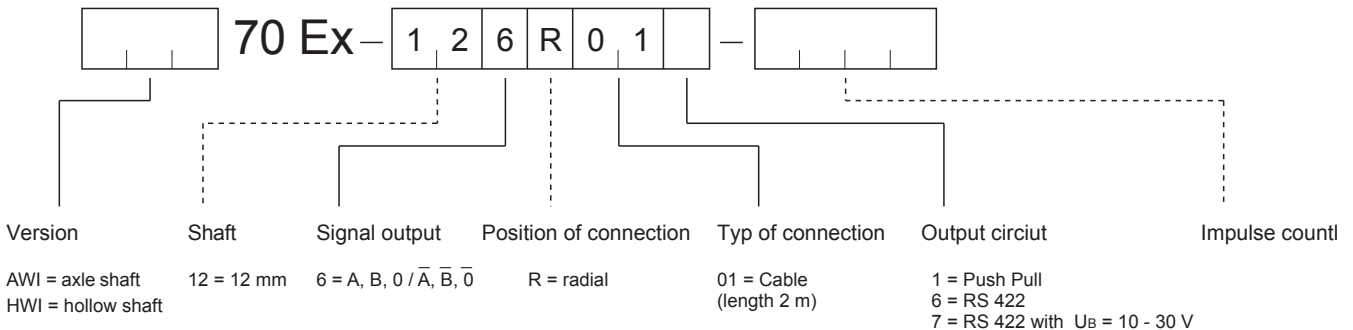 70 Ex – 1 2 6 R 0 1 –
Version Shaft Signal output Position of connection Typ of connection Output circiut Impulse countl
AWI = axle shaft 12 = 12 mm 6 = A, B, 0 / A̅, B̅, 0̅ R = radial 01 = Cable 1 = Push Pull
HWI = hollow shaft (length 2 m) 6 = RS 422
7 = RS 422 with UB = 10 - 30 V